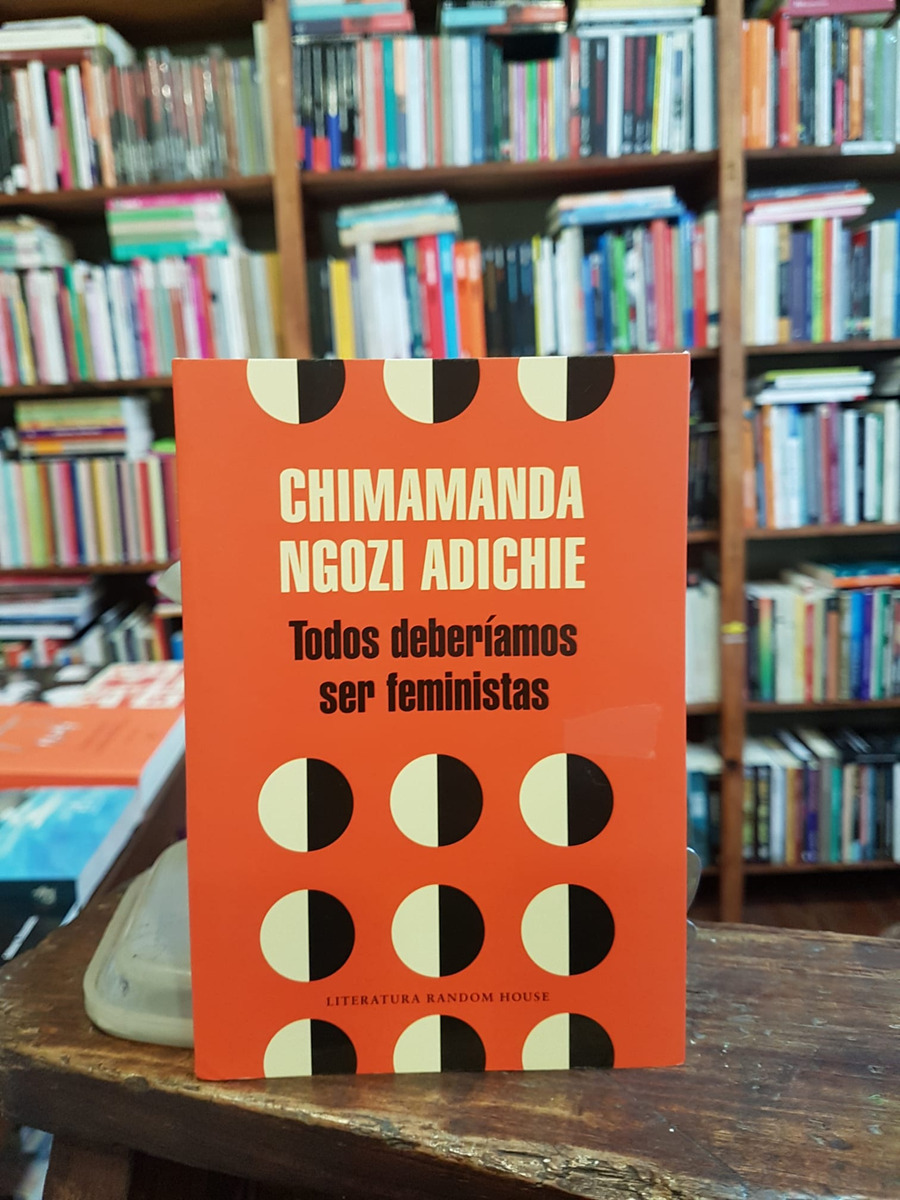 CHIMAMANDA
NGOZI ADICHIE
Todos deberíamos
ser feministas
LITERATURA RANDOM HOUSE